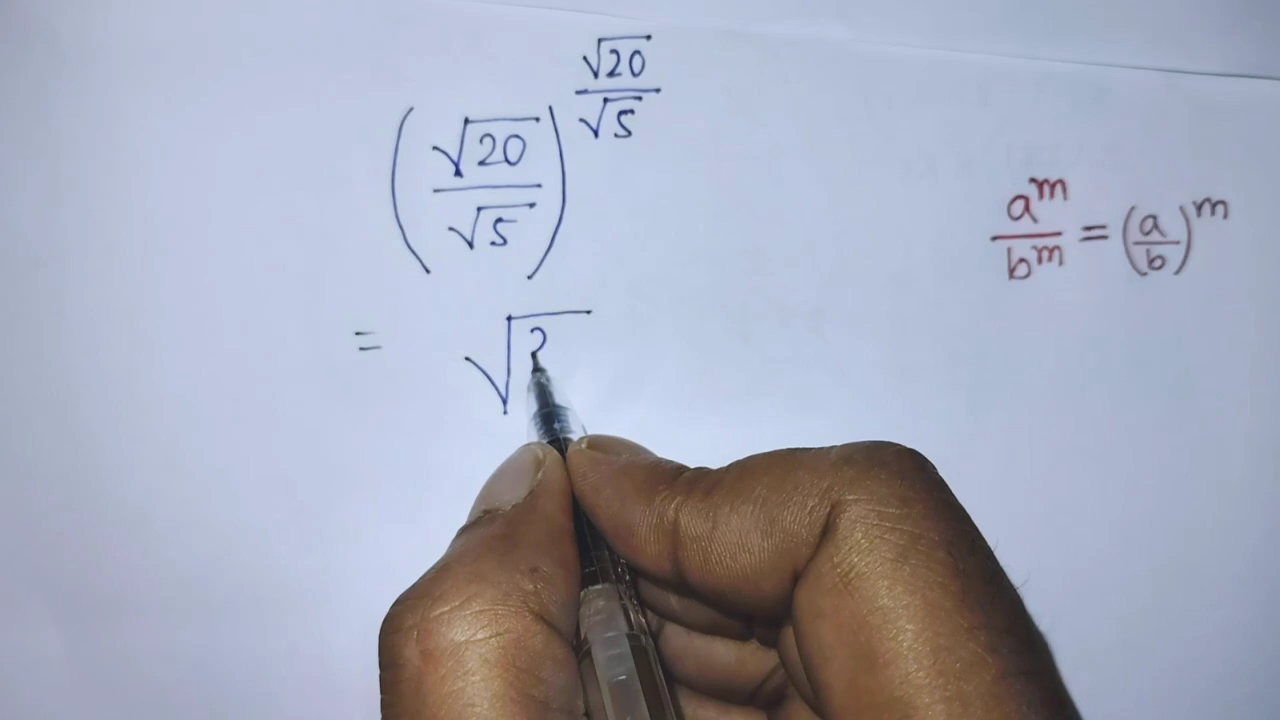 (√20/√5)^(√20/√5)
a^m/b^m = (a/b)^m
= √2